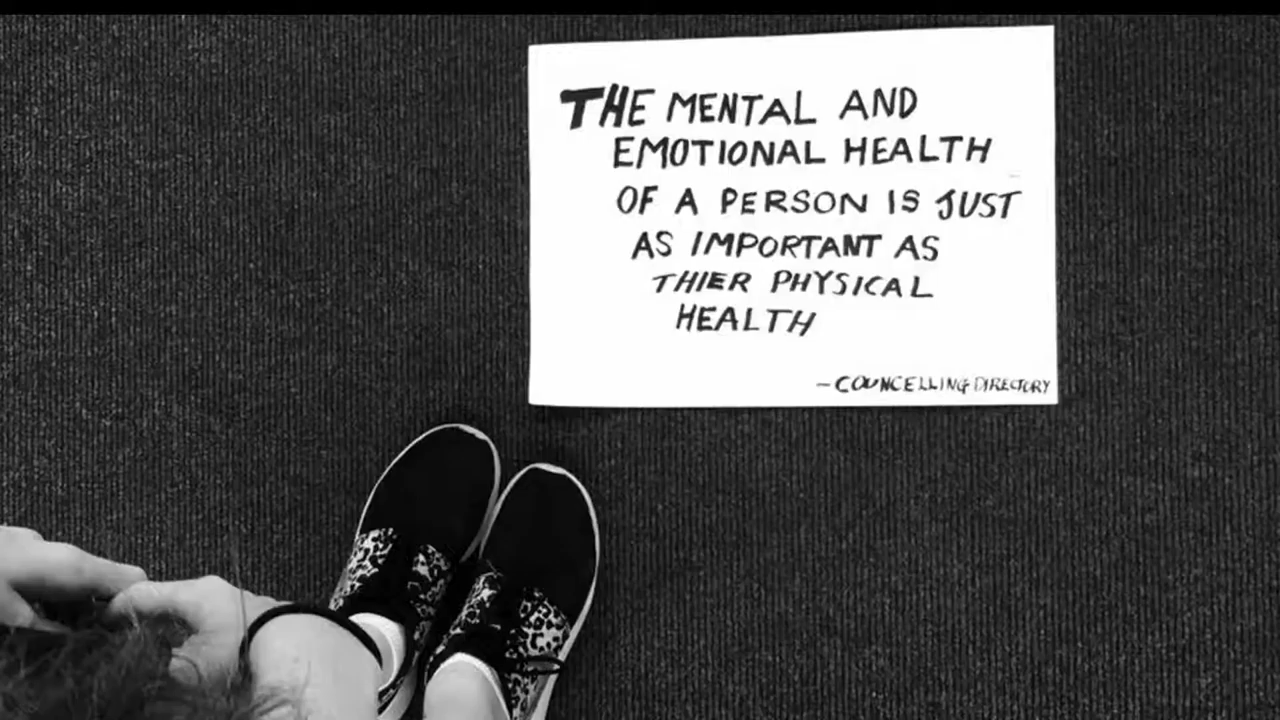 THE MENTAL AND
EMOTIONAL HEALTH
OF A PERSON IS JUST
AS IMPORTANT AS
THIER PHYSICAL
HEALTH
- COUNCELLING DIRECTORY